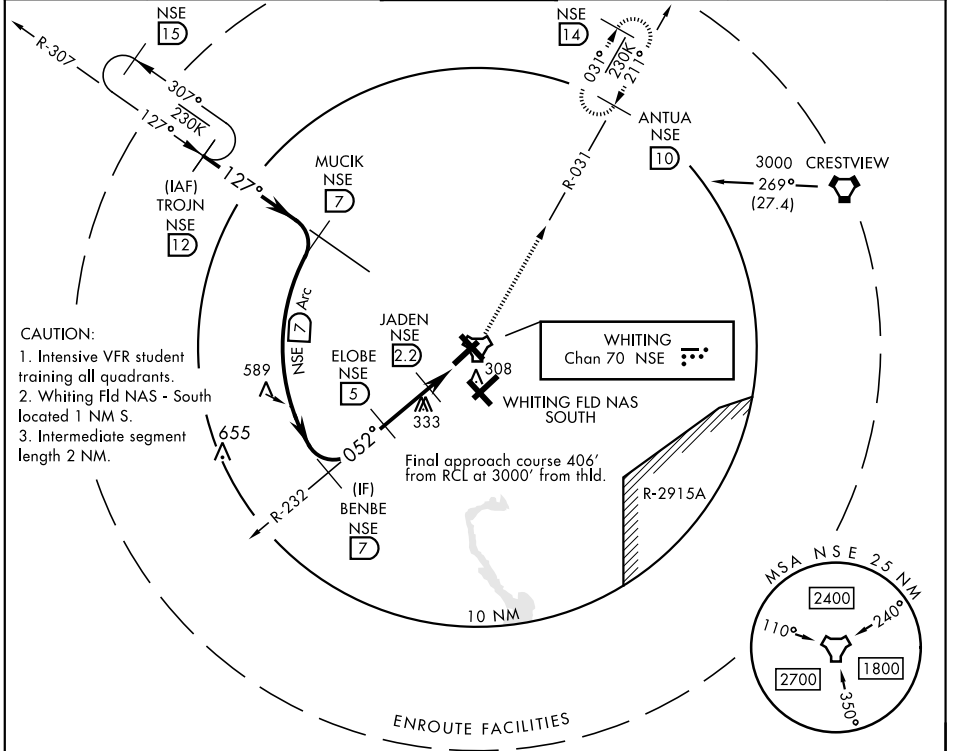 NSE
15
R-307
307°
230K
127°
127°
(IAF)
TROJN
NSE
12
MUCIK
NSE
7
NSE
14
031°
230K
211°
ANTUA
NSE
10
R-031
3000
CRESTVIEW
269°
(27.4)
CAUTION:
1. Intensive VFR student
training all quadrants.
2. Whiting Fld NAS - South
located 1 NM S.
3. Intermediate segment
length 2 NM.
NSE 7 Arc
JADEN
NSE
2.2
ELOBE
NSE
5
589
655
333
308
WHITING
Chan 70 NSE
WHITING FLD NAS
SOUTH
052°
R-232
(IF)
BENBE
NSE
7
Final approach course 406'
from RCL at 3000' from thld.
R-2915A
10 NM
ENROUTE FACILITIES
MSA NSE 25 NM
2400
110°
240°
2700
1800
350°